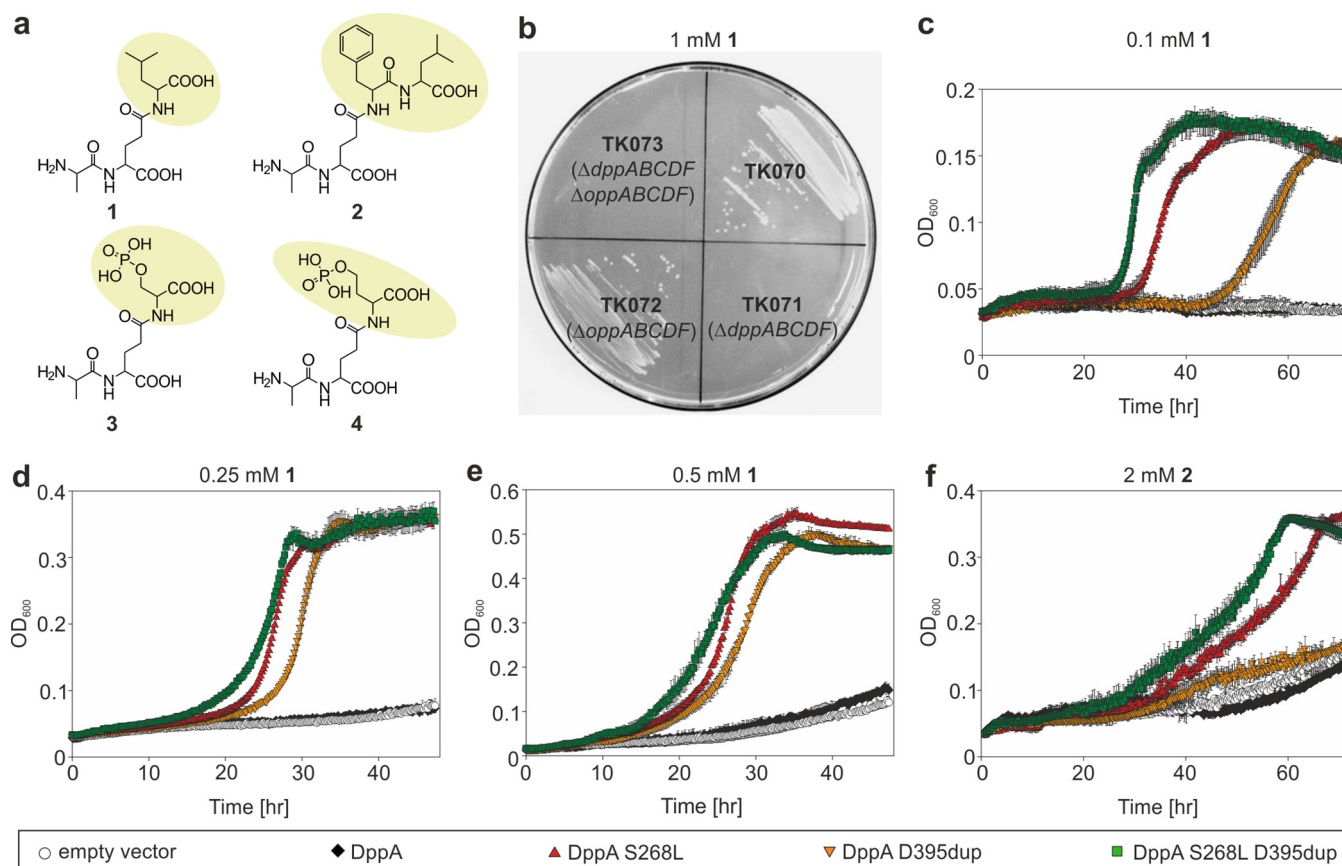 a
COOH
NH
O
H₂N
O
N
H
COOH
1
O
N
H
COOH
NH
O
H₂N
O
N
H
COOH
2
OH
O
P
HO
O
COOH
NH
O
H₂N
O
N
H
COOH
3
HO
O
P
O
OH
COOH
NH
O
H₂N
O
N
H
COOH
4
b
1 mM 1
TK073
(ΔdppABCDF
ΔoppABCDF)
TK070
TK072
(ΔoppABCDF)
TK071
(ΔdppABCDF)
c
0.1 mM 1
OD₆₀₀
0.2
0.15
0.1
0.05
0
0 20 40 60
Time [hr]
d
0.25 mM 1
OD₆₀₀
0.4
0.3
0.2
0.1
0
0 10 20 30 40
Time [hr]
e
0.5 mM 1
OD₆₀₀
0.6
0.5
0.4
0.3
0.2
0.1
0
0 10 20 30 40
Time [hr]
f
2 mM 2
OD₆₀₀
0.4
0.3
0.2
0.1
0
0 20 40 60
Time [hr]
empty vector DppA DppA S268L DppA D395dup DppA S268L D395dup